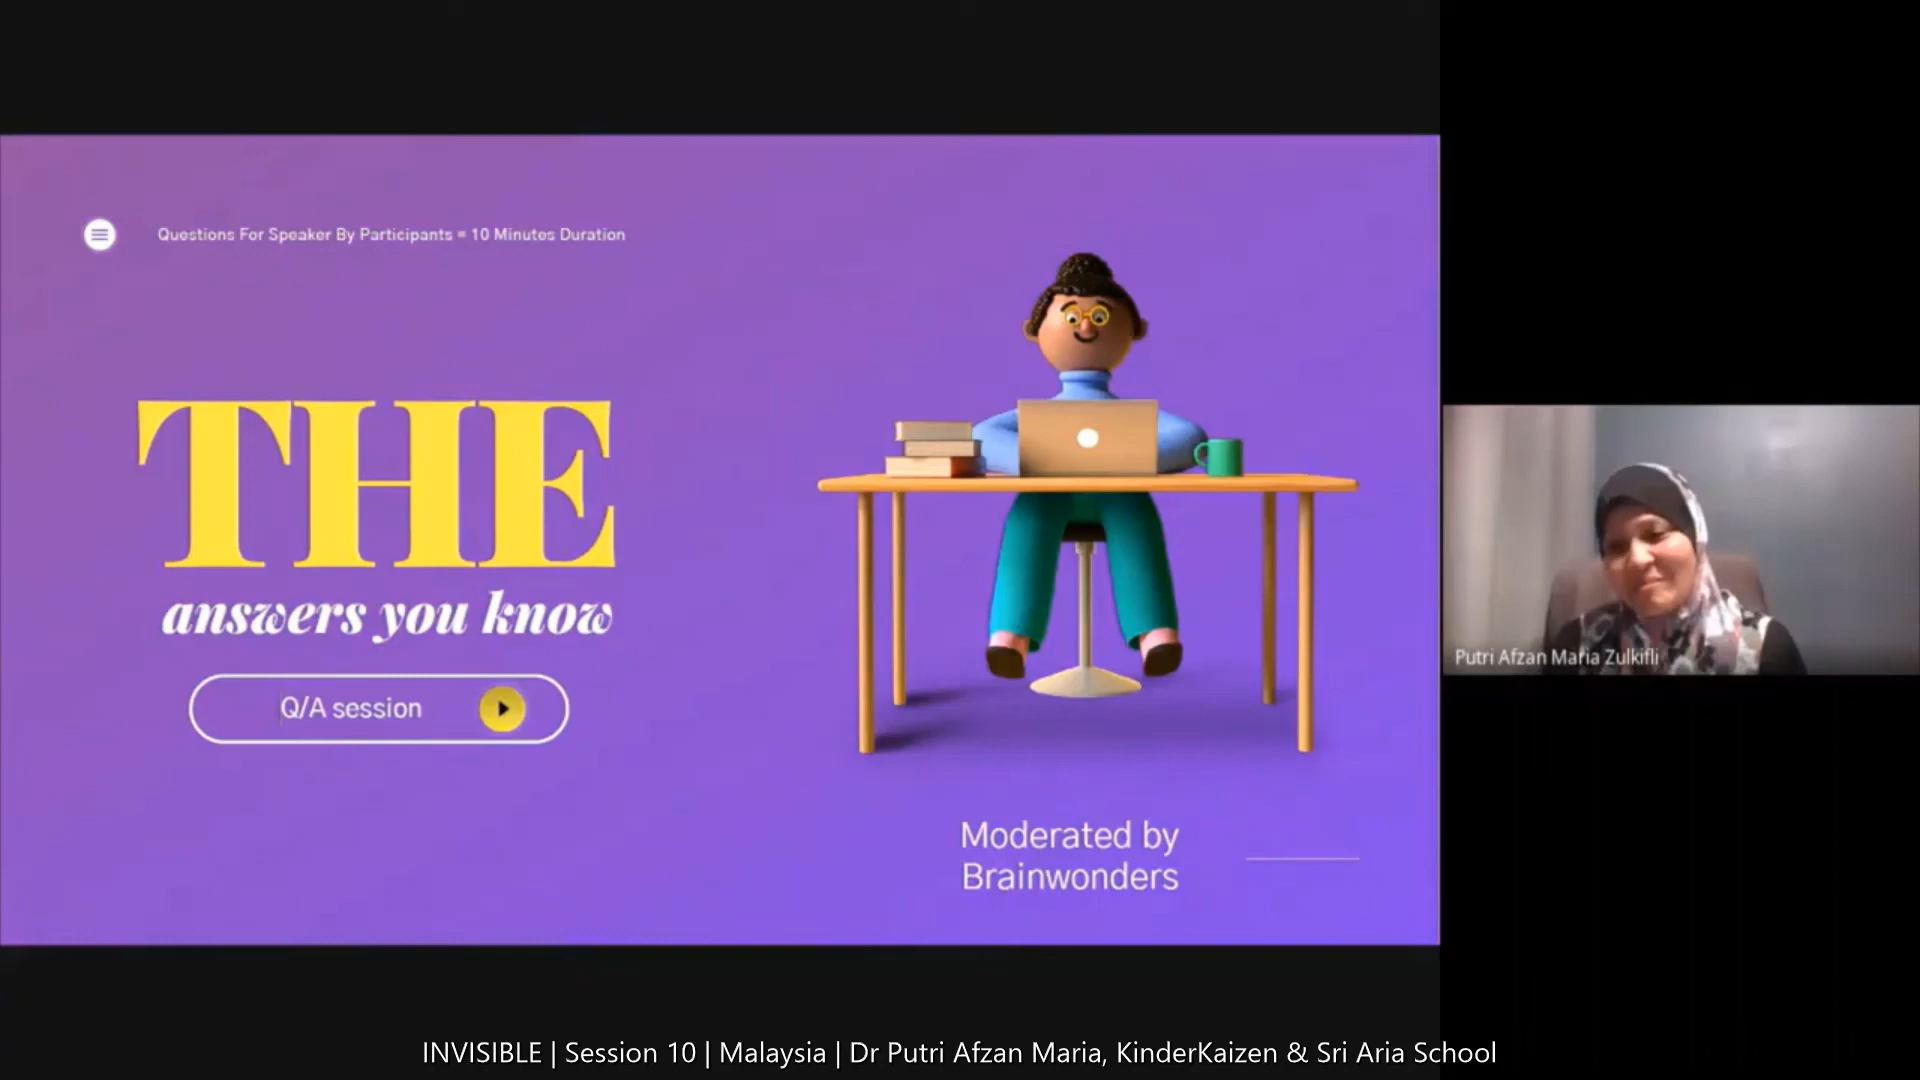 Questions For Speaker By Participants = 10 Minutes Duration
THE
answers you know
Q/A session
Moderated by
Brainwonders
Putri Afzan Maria Zulkifli
INVISIBLE | Session 10 | Malaysia | Dr Putri Afzan Maria, KinderKaizen & Sri Aria School